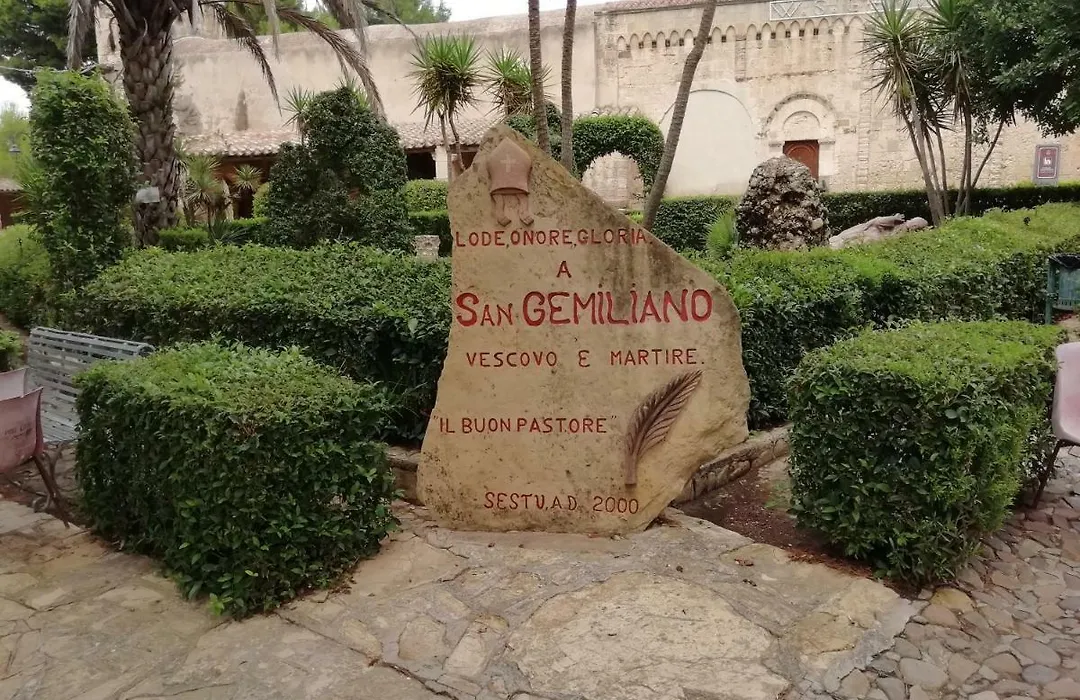 LODE, ONORE, GLORIA.
A
SAN GEMILIANO
VESCOVO E MARTIRE.
"IL BUON PASTORE"
SESTU, A.D. 2000